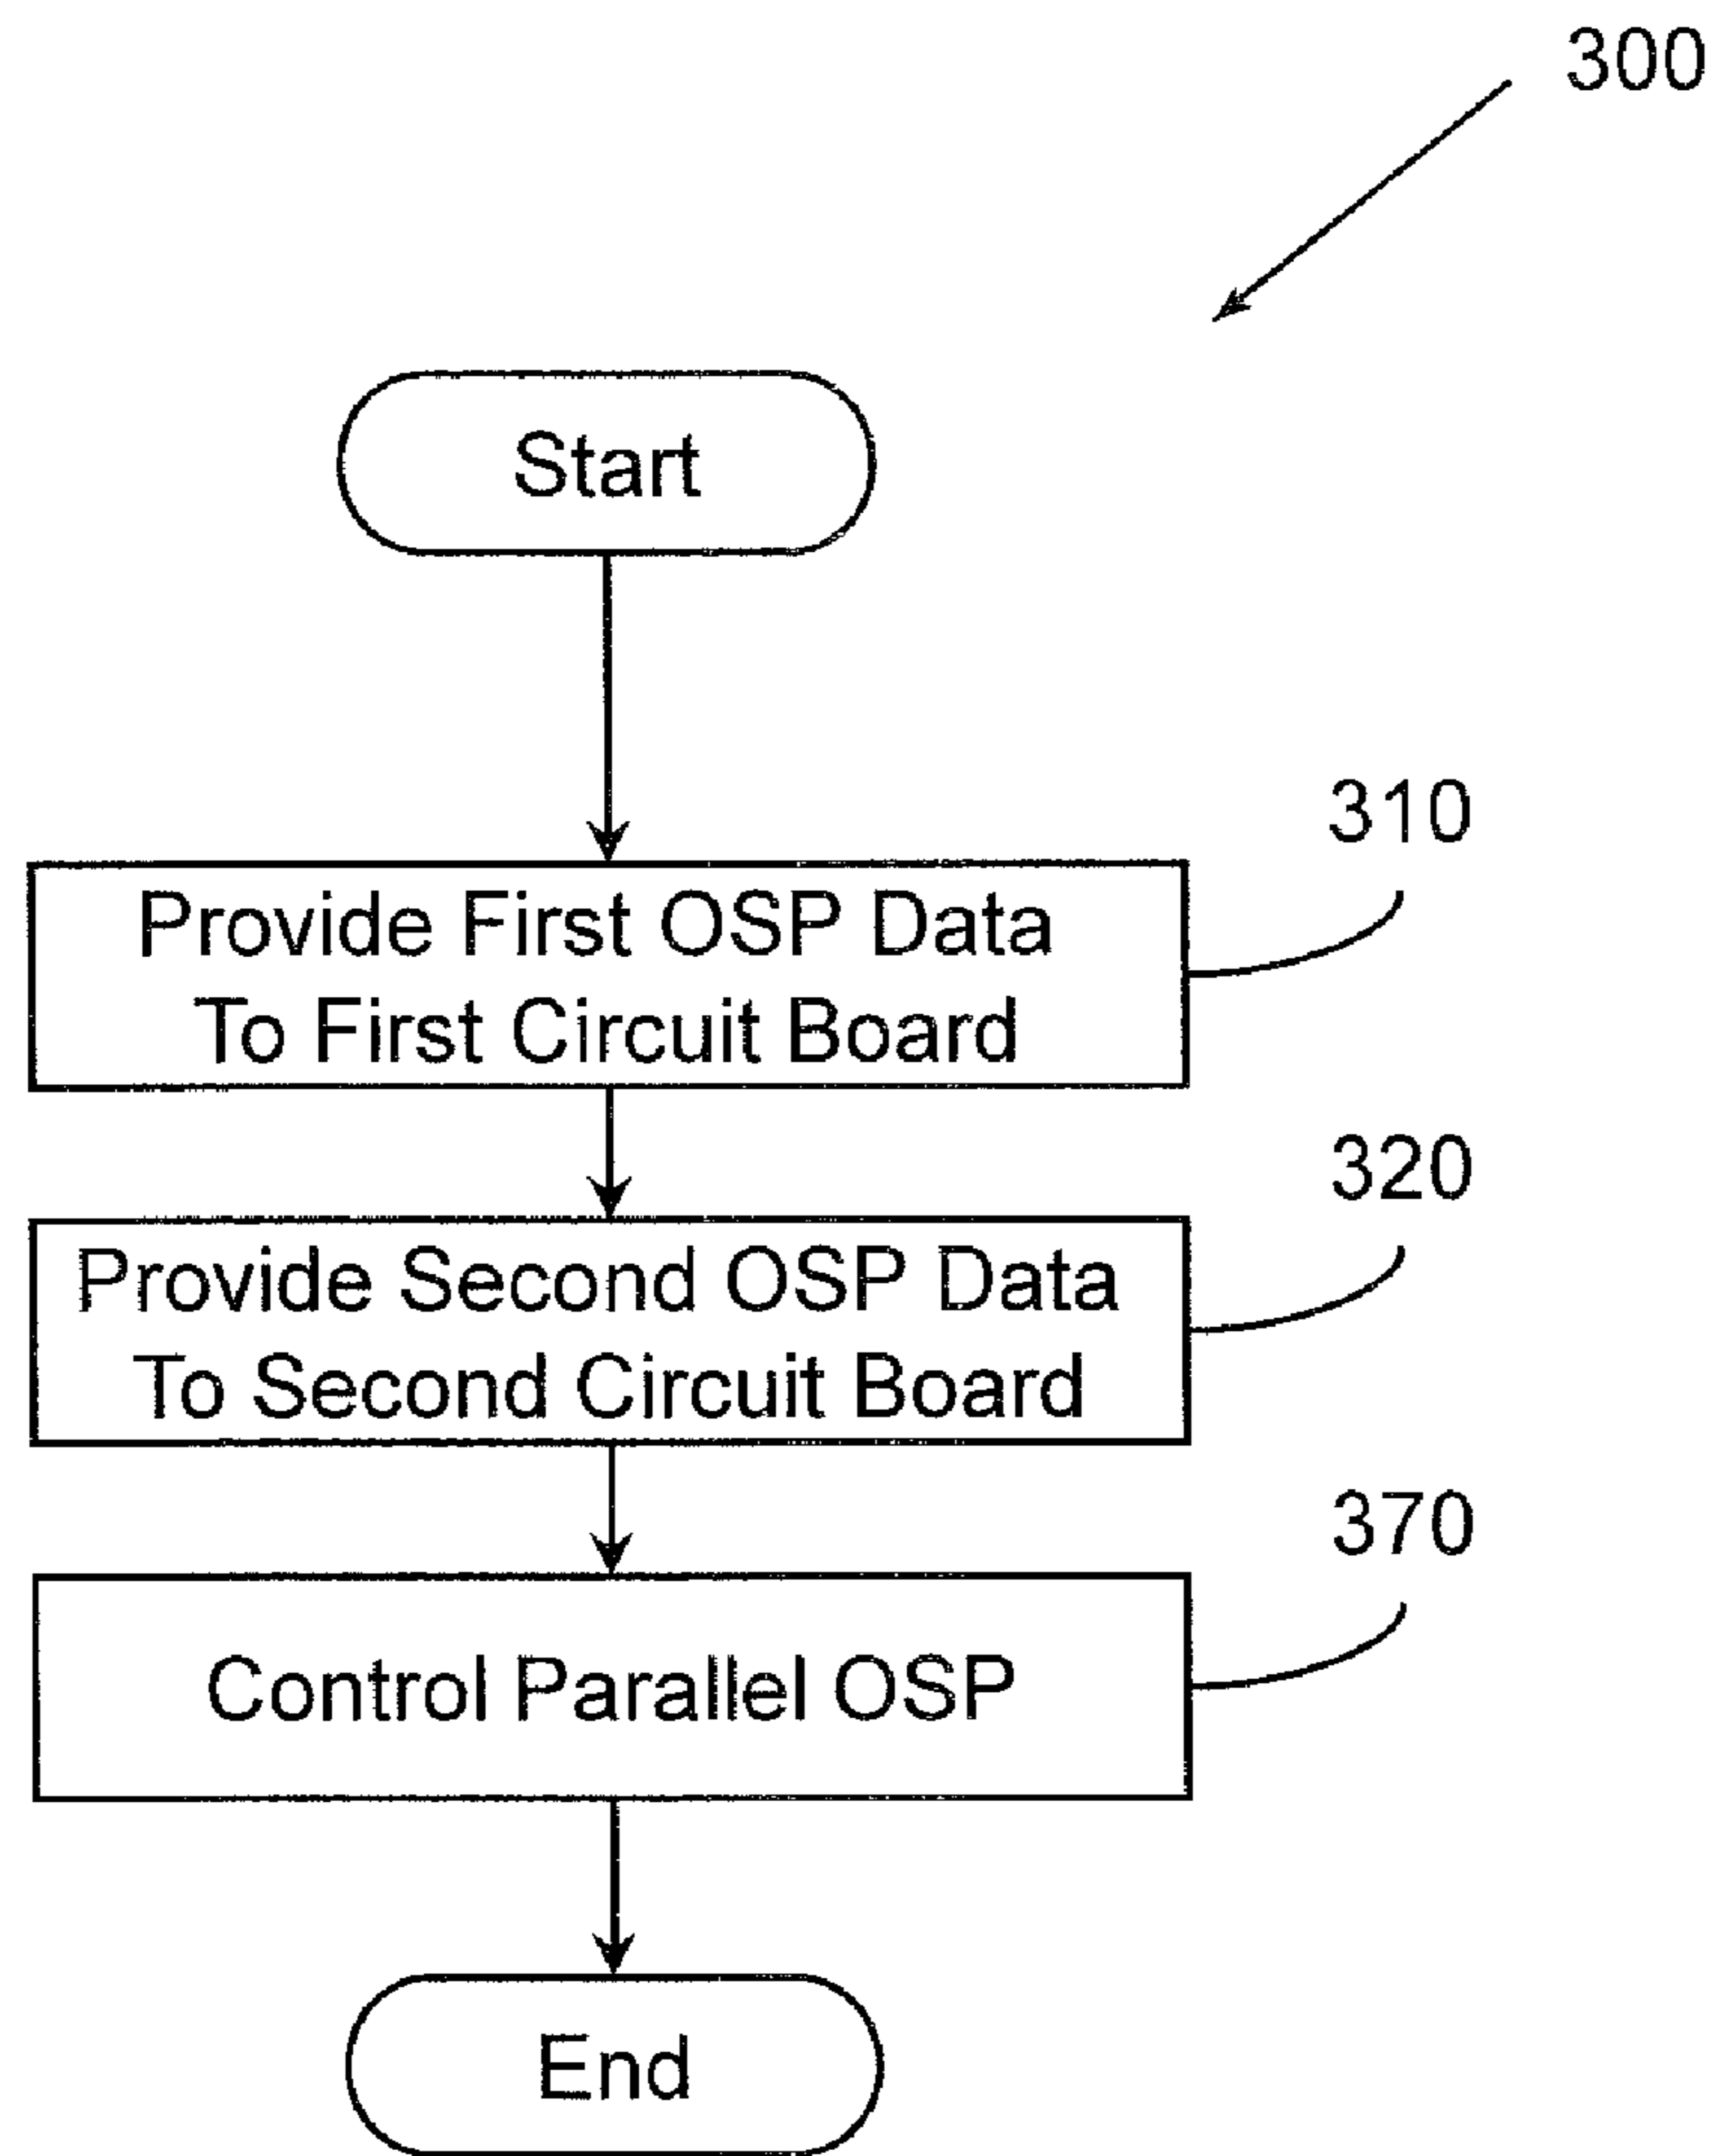 300
Start
310
Provide First OSP Data
To First Circuit Board
320
Provide Second OSP Data
To Second Circuit Board
370
Control Parallel OSP
End